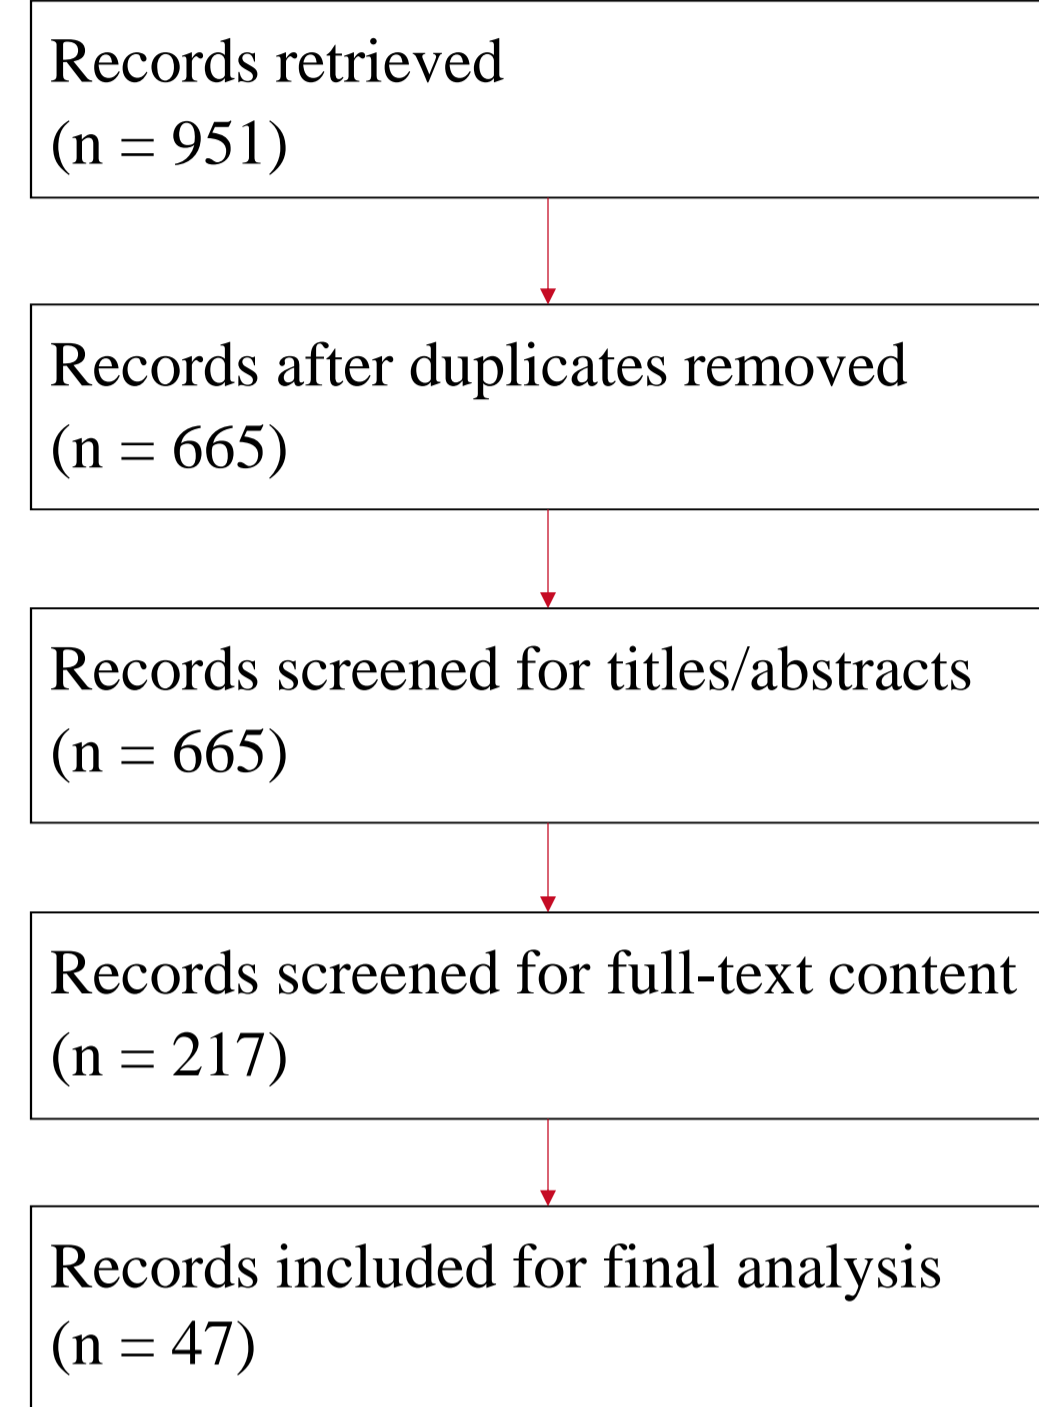 Records retrieved
(n = 951)
Records after duplicates removed
(n = 665)
Records screened for titles/abstracts
(n = 665)
Records screened for full-text content
(n = 217)
Records included for final analysis
(n = 47)